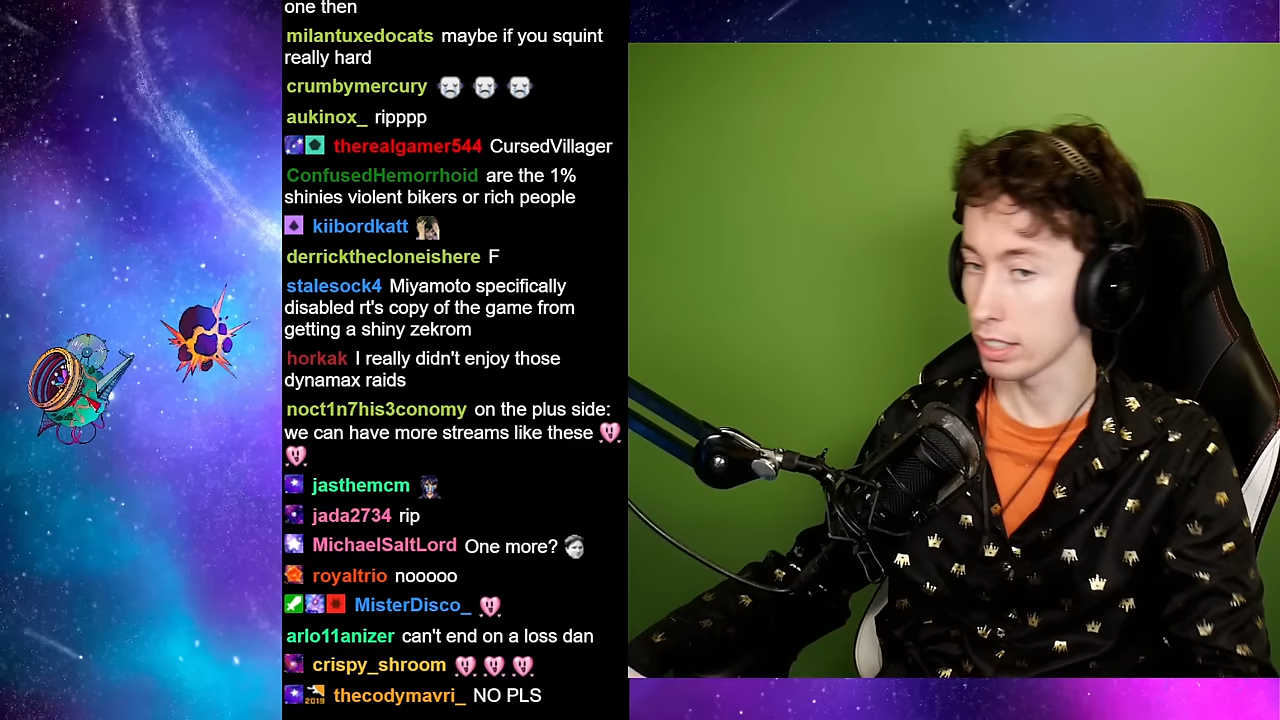 one then
milantuxedocats maybe if you squint
really hard
crumbymercury
aukinox_ ripppp
therealgamer544 CursedVillager
ConfusedHemorrhoid are the 1%
shinies violent bikers or rich people
kiibordkatt
derrickthecloneishere F
stalesock4 Miyamoto specifically
disabled rt's copy of the game from
getting a shiny zekrom
horkak I really didn't enjoy those
dynamax raids
noct1n7his3conomy on the plus side:
we can have more streams like these
jasthemcm
jada2734 rip
MichaelSaltLord One more?
royaltrio nooooo
MisterDisco_
arlo11anizer can't end on a loss dan
crispy_shroom
2019 thecodymavri_ NO PLS